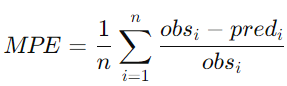 MPE = \frac{1}{n} \sum_{i=1}^{n} \frac{obs_i - pred_i}{obs_i}